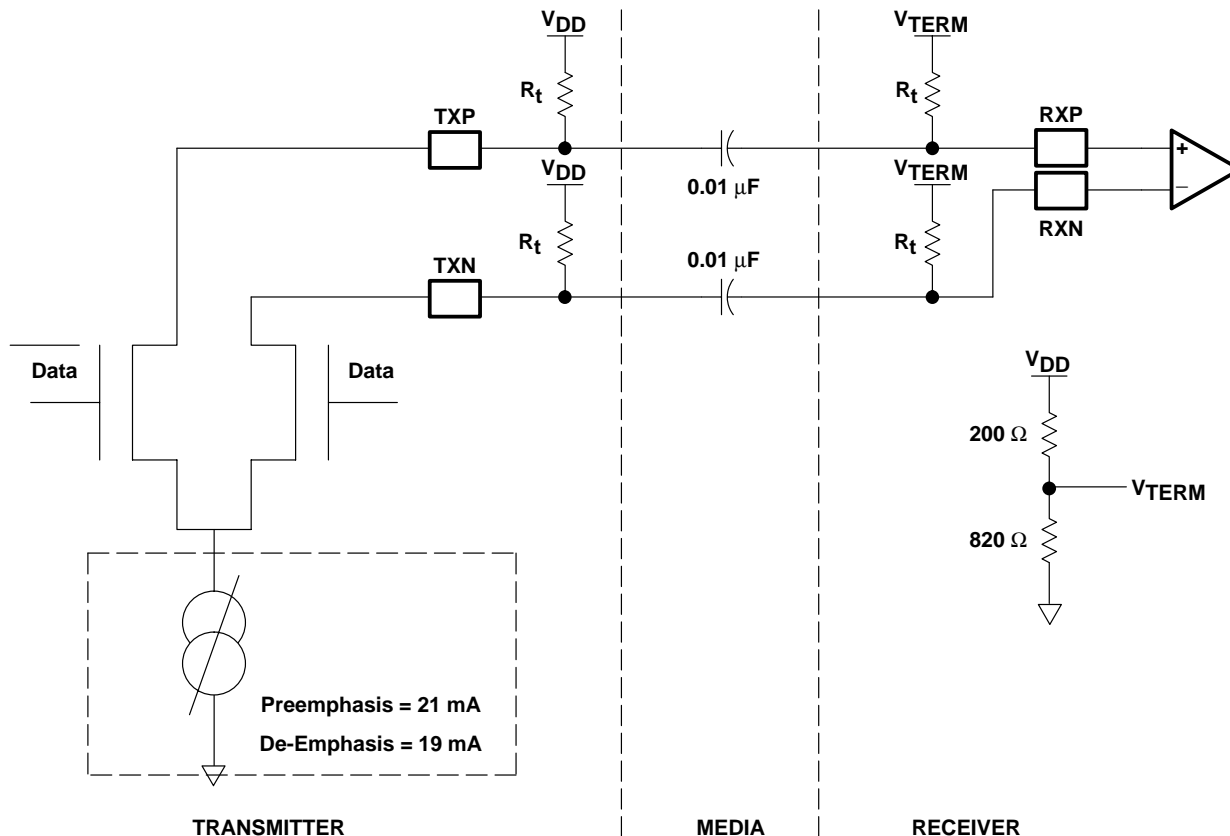 VDD
VTERM
Rt
Rt
TXP
RXP
+
VDD
VTERM
0.01 μF
−
RXN
Rt
0.01 μF
Rt
TXN
Data
Data
VDD
200 Ω
VTERM
820 Ω
Preemphasis = 21 mA
De-Emphasis = 19 mA
TRANSMITTER
MEDIA
RECEIVER